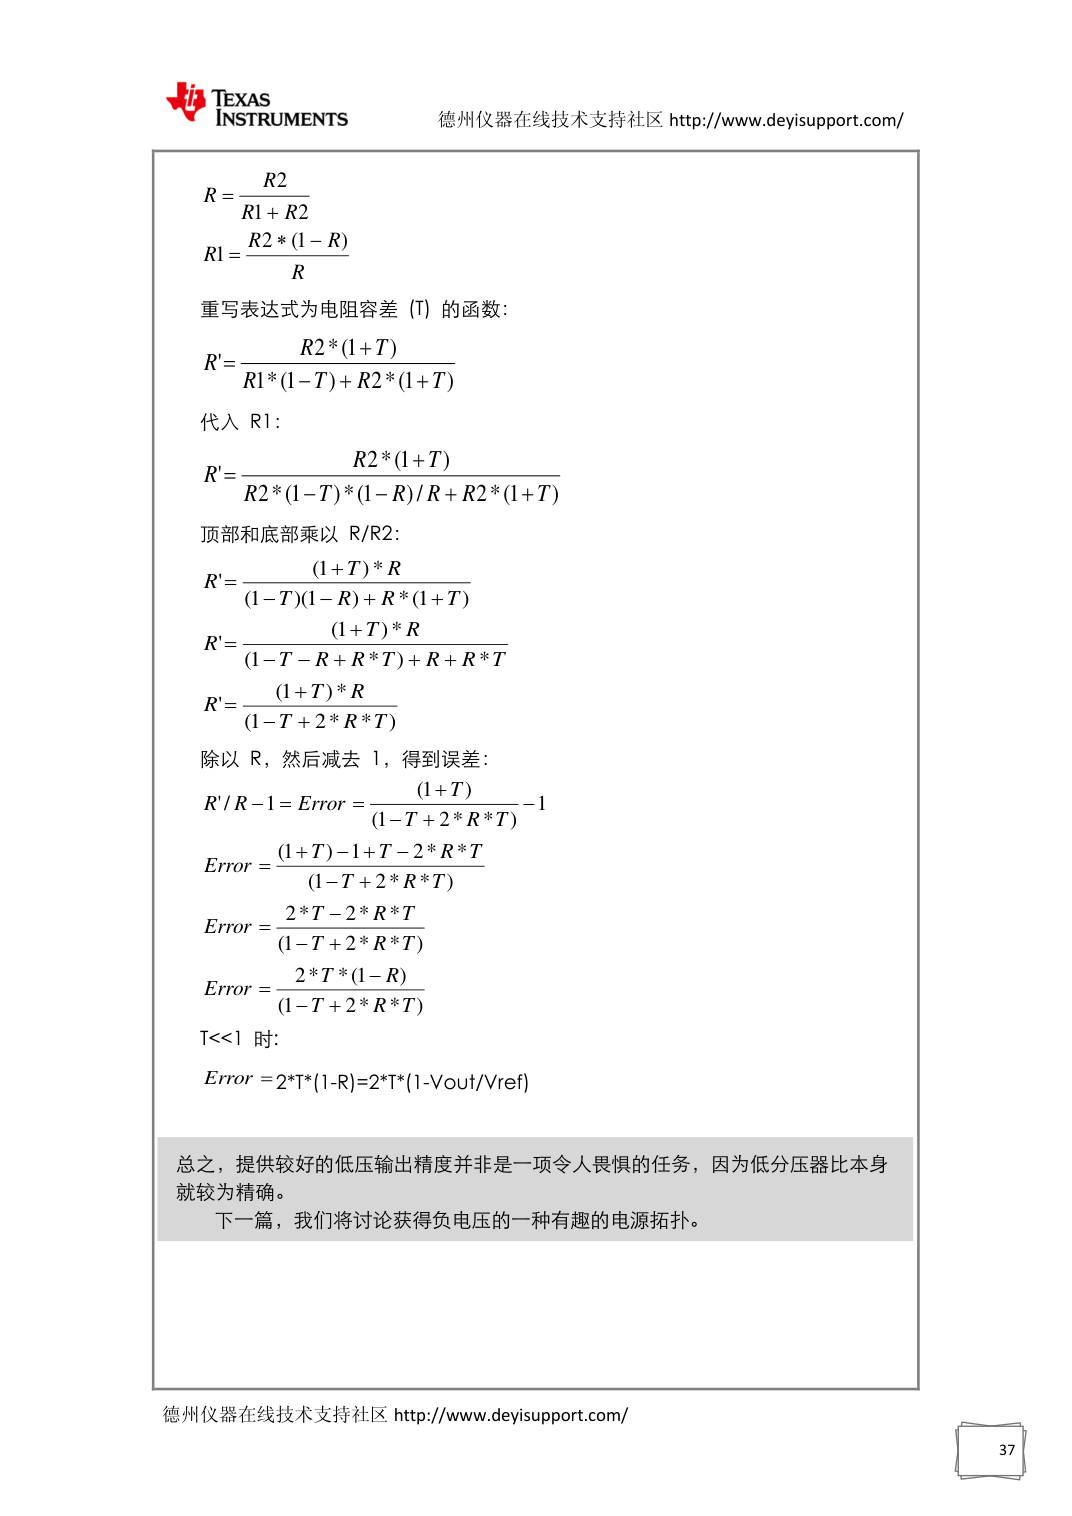 TEXAS
INSTRUMENTS
德州仪器在线技术支持社区 http://www.deyisupport.com/
R = R2 / (R1 + R2)
R1 = R2 * (1 − R) / R
重写表达式为电阻容差 (T) 的函数:
R' = R2 * (1 + T) / (R1 * (1 − T) + R2 * (1 + T))
代入 R1:
R' = R2 * (1 + T) / (R2 * (1 − T) * (1 − R) / R + R2 * (1 + T))
顶部和底部乘以 R/R2:
R' = (1 + T) * R / ((1 − T)(1 − R) + R * (1 + T))
R' = (1 + T) * R / ((1 − T − R + R * T) + R + R * T)
R' = (1 + T) * R / (1 − T + 2 * R * T)
除以 R，然后减去 1，得到误差:
R' / R − 1 = Error = (1 + T) / (1 − T + 2 * R * T) − 1
Error = ((1 + T) − 1 + T − 2 * R * T) / (1 − T + 2 * R * T)
Error = (2 * T − 2 * R * T) / (1 − T + 2 * R * T)
Error = 2 * T * (1 − R) / (1 − T + 2 * R * T)
T<<1 时:
Error = 2*T*(1-R)=2*T*(1-Vout/Vref)
总之，提供较好的低压输出精度并非是一项令人畏惧的任务，因为低分压器比本身
就较为精确。
下一篇，我们将讨论获得负电压的一种有趣的电源拓扑。
德州仪器在线技术支持社区 http://www.deyisupport.com/
37